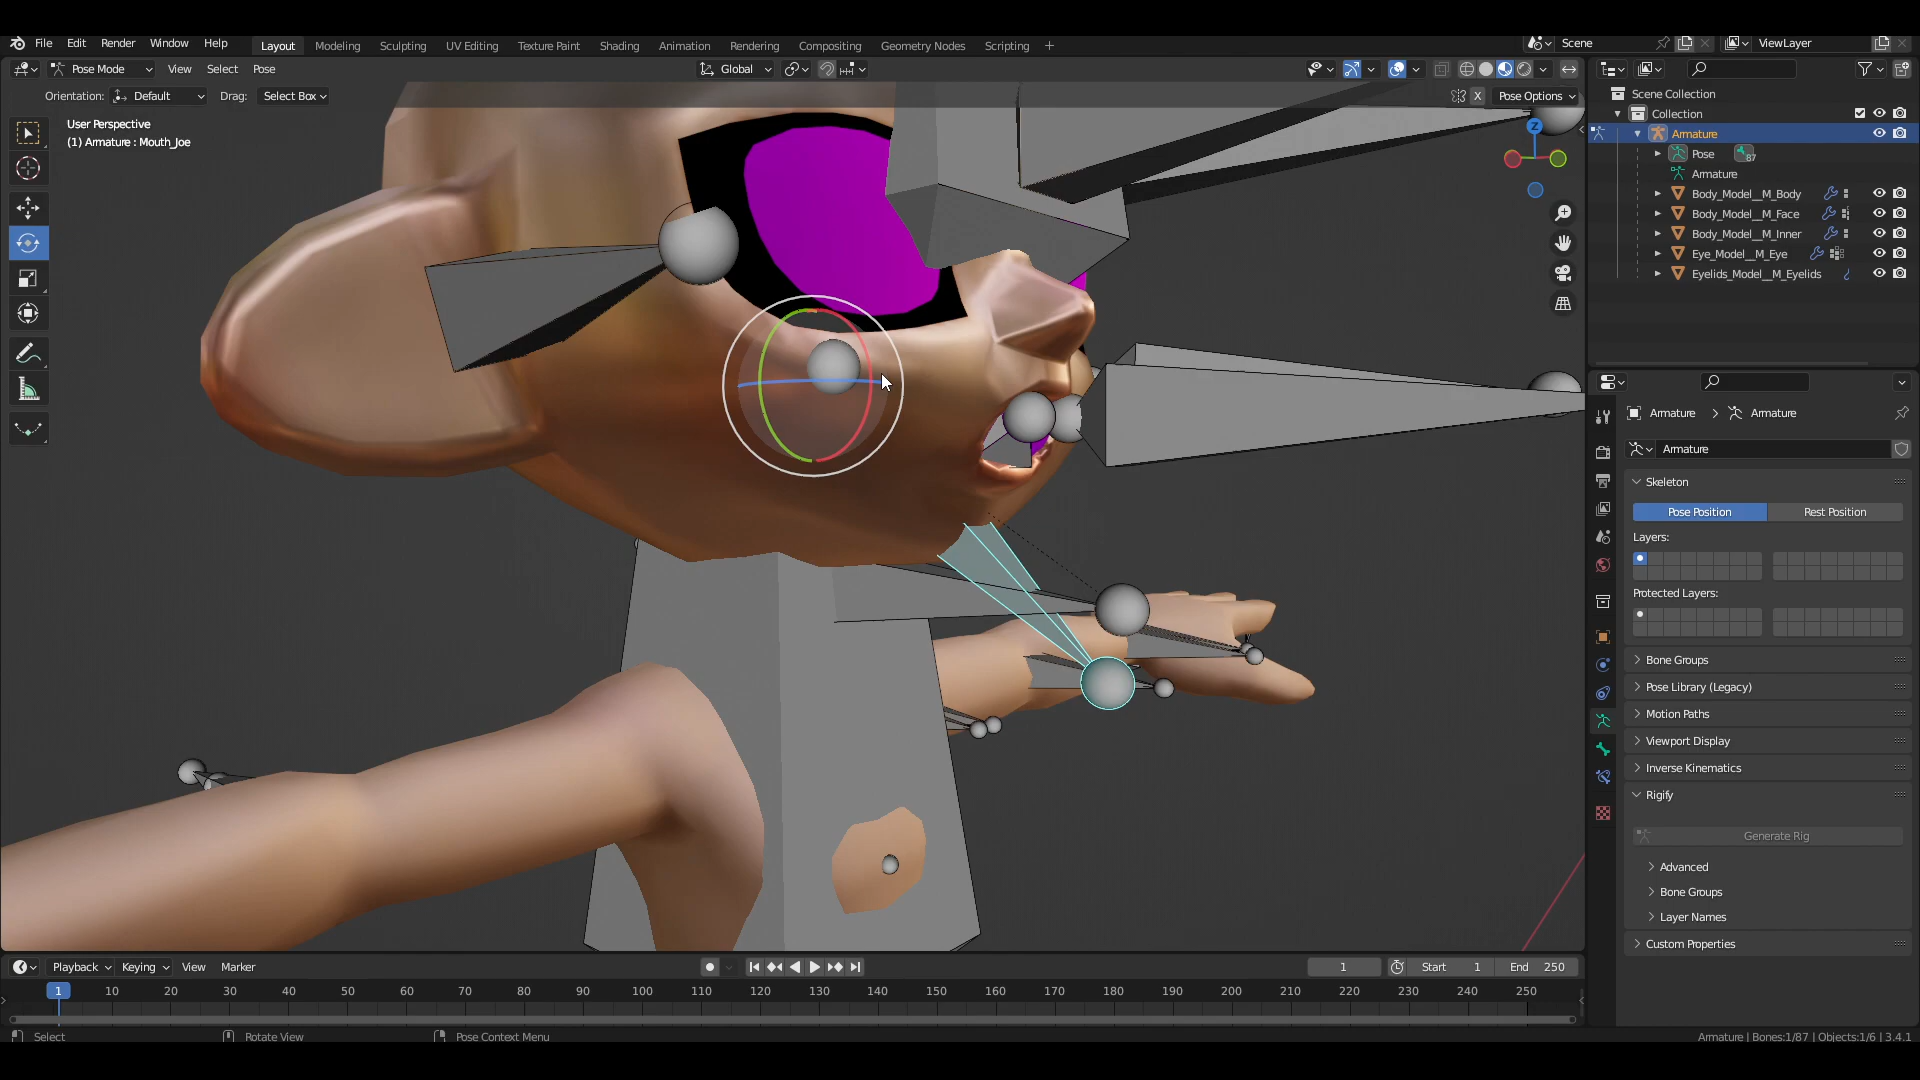 File Edit Render Window Help Layout Modeling Sculpting UV Editing Texture Paint Shading Animation Rendering Compositing Geometry Nodes Scripting + Scene ViewLayer
Pose Mode View Select Pose Global
Orientation: Default Drag: Select Box X Pose Options
User Perspective
(1) Armature : Mouth_Joe
Z
Scene Collection
Collection
Armature
Pose 87
Armature
Body_Model__M_Body
Body_Model__M_Face
Body_Model__M_Inner
Eye_Model__M_Eye
Eyelids_Model__M_Eyelids
Armature > Armature
Armature
Skeleton
Pose Position Rest Position
Layers:
Protected Layers:
Bone Groups
Pose Library (Legacy)
Motion Paths
Viewport Display
Inverse Kinematics
Rigify
Generate Rig
Advanced
Bone Groups
Layer Names
Custom Properties
Playback Keying View Marker 1 Start 1 End 250
1 10 20 30 40 50 60 70 80 90 100 110 120 130 140 150 160 170 180 190 200 210 220 230 240 250
Select Rotate View Pose Context Menu Armature | Bones:1/87 | Objects:1/6 | 3.4.1